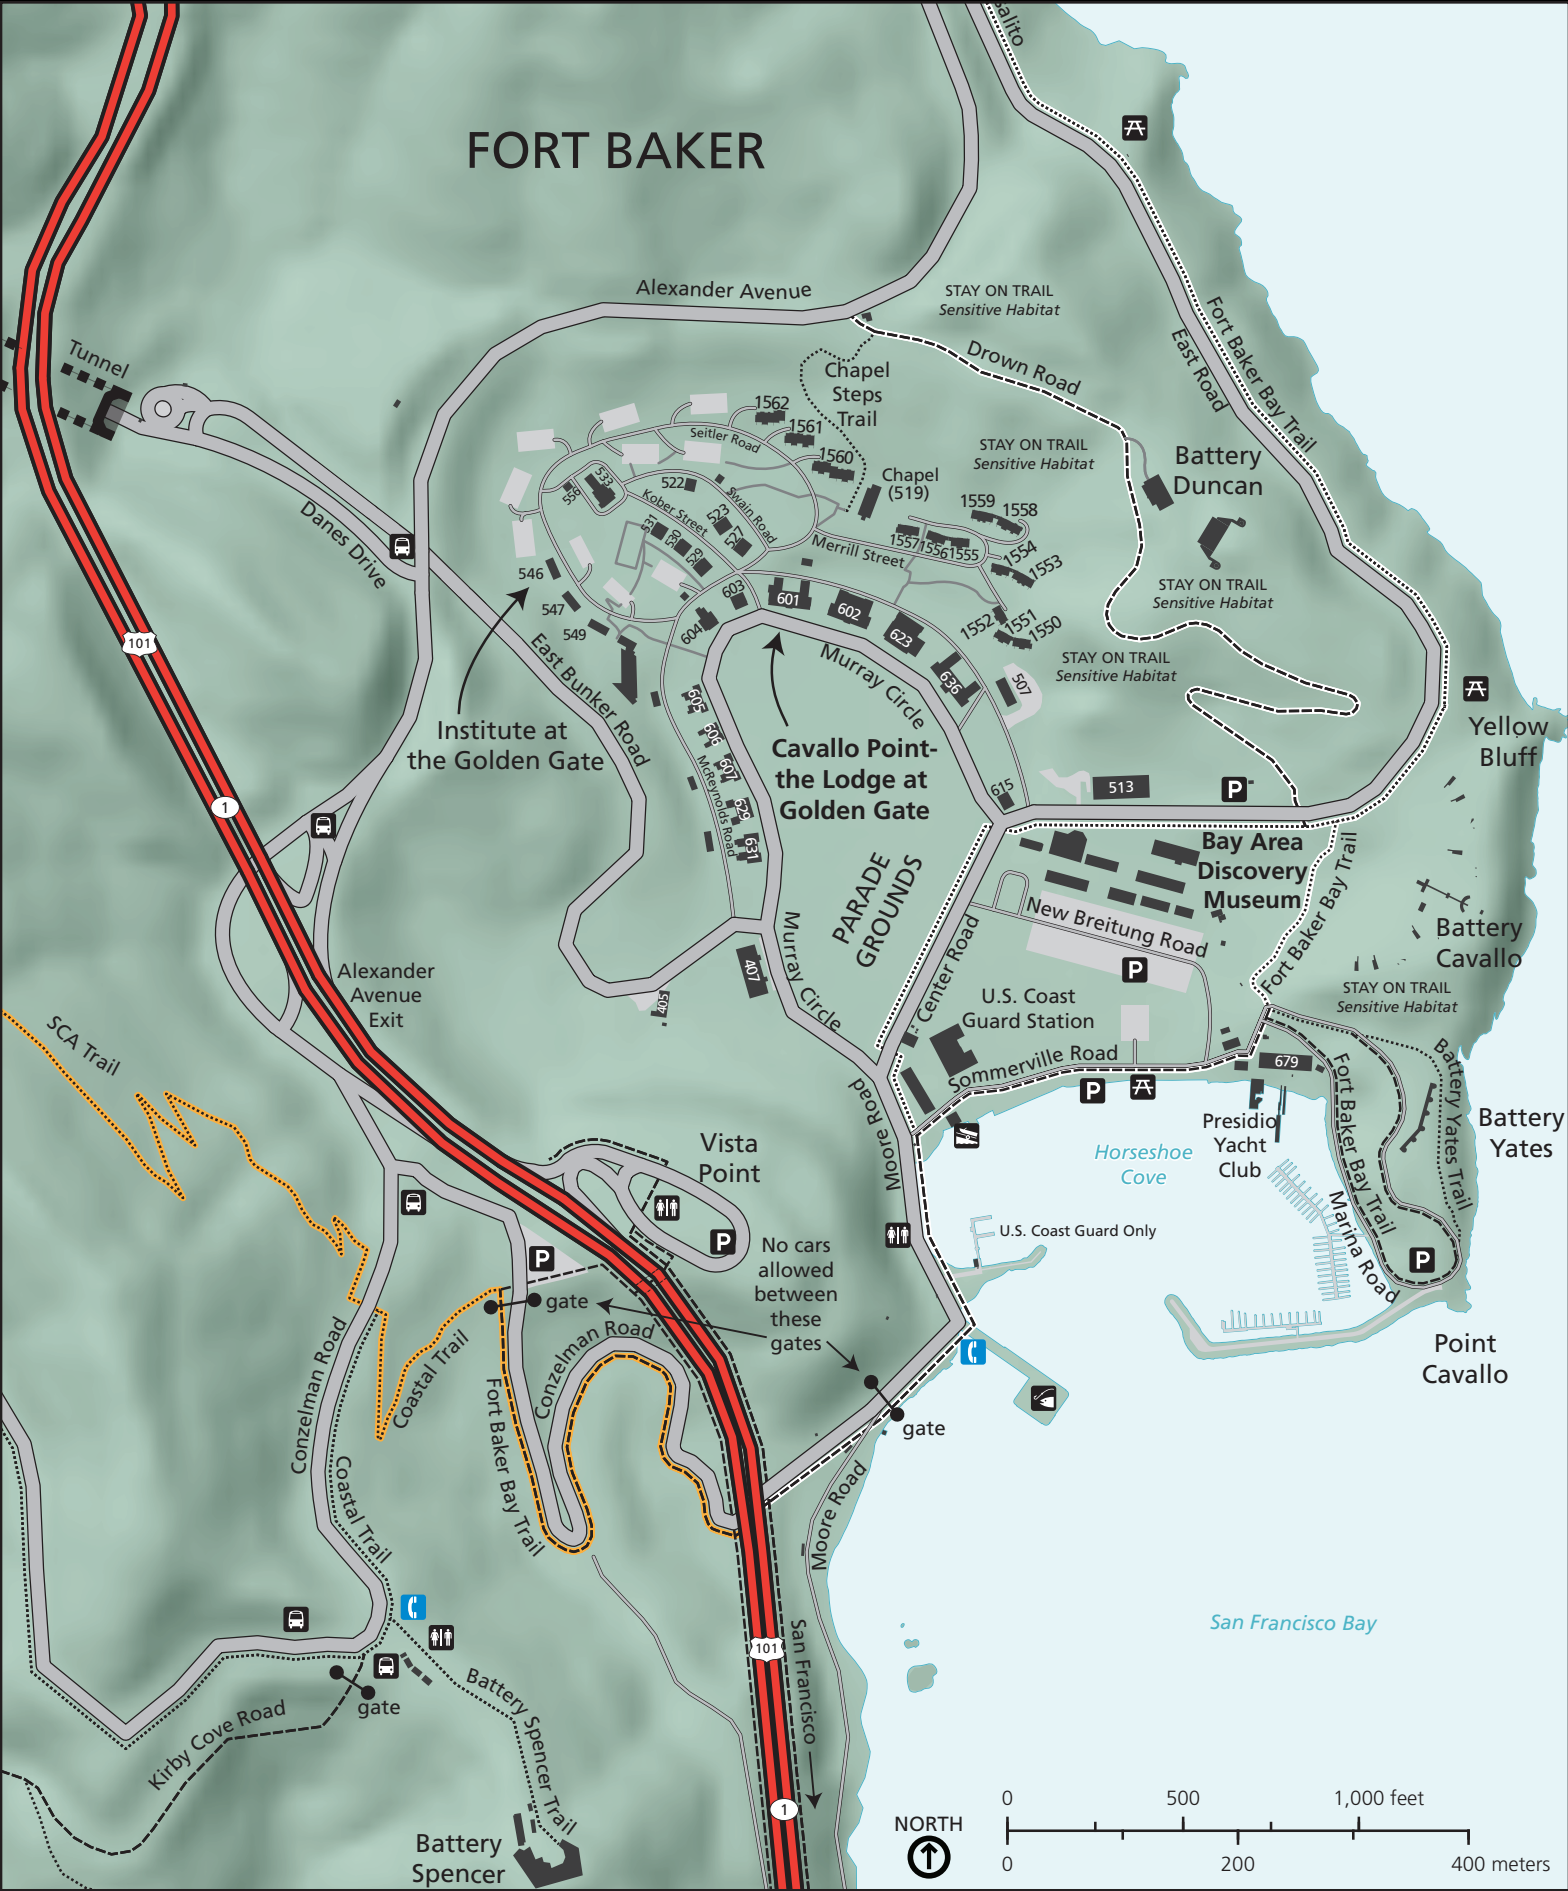 alito
FORT BAKER
Alexander Avenue
STAY ON TRAIL
Sensitive Habitat
Fort Baker Bay Trail
East Road
Drown Road
Tunnel
Chapel
Steps
Trail
1562
1561
1560
Seitler Road
STAY ON TRAIL
Sensitive Habitat
Battery
Duncan
Chapel
(519)
533
556
522
Kober Street
Swain Road
523
527
531
530
529
1559
1558
1557
1556
1555
1554
1553
Merrill Street
Danes Drive
546
547
549
603
601
602
623
604
636
507
1552
1551
1550
STAY ON TRAIL
Sensitive Habitat
STAY ON TRAIL
Sensitive Habitat
101
East Bunker Road
Murray Circle
Institute at
the Golden Gate
605
606
607
629
631
McReynolds Road
Cavallo Point-
the Lodge at
Golden Gate
Yellow
Bluff
1
615
513
P
Bay Area
Discovery
Museum
Fort Baker Bay Trail
PARADE
GROUNDS
New Breitung Road
P
Battery
Cavallo
STAY ON TRAIL
Sensitive Habitat
Murray Circle
Center Road
407
405
Alexander
Avenue
Exit
U.S. Coast
Guard Station
Sommerville Road
679
P
SCA Trail
Moore Road
Fort Baker Bay Trail
Battery Yates Trail
Battery
Yates
Presidio
Yacht
Club
Horseshoe
Cove
Vista
Point
P
P
U.S. Coast Guard Only
Marina Road
P
No cars
allowed
between
these
gates
gate
Conzelman Road
Conzelman Road
Coastal Trail
Point
Cavallo
gate
Fort Baker Bay Trail
Coastal Trail
Moore Road
San Francisco Bay
101
San Francisco
gate
Kirby Cove Road
Battery Spencer Trail
1
Battery
Spencer
NORTH
0 500 1,000 feet
0 200 400 meters